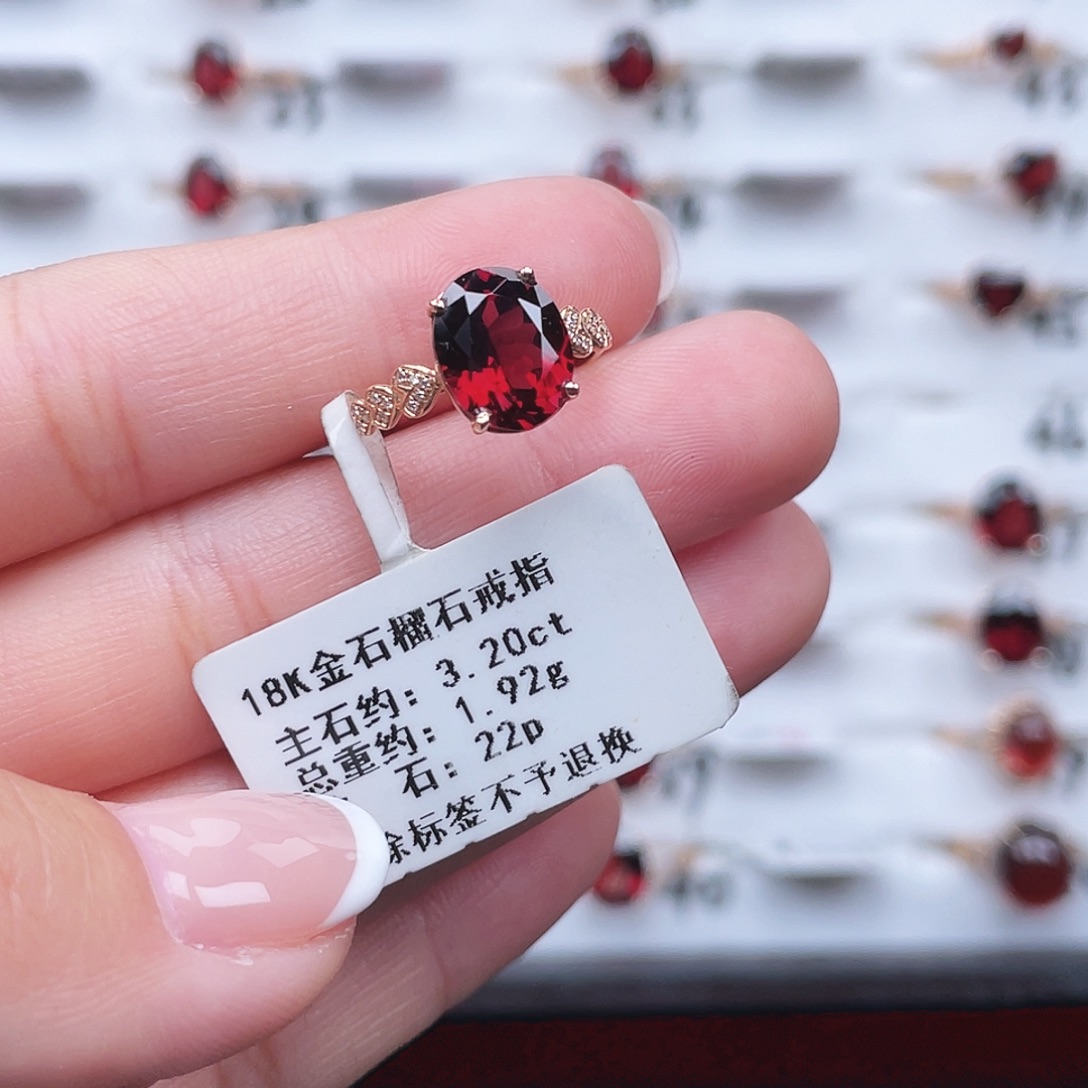 18K金石榴石戒指
主石约：3.20ct
总重约：1.92g
石：22p
标签不予退换